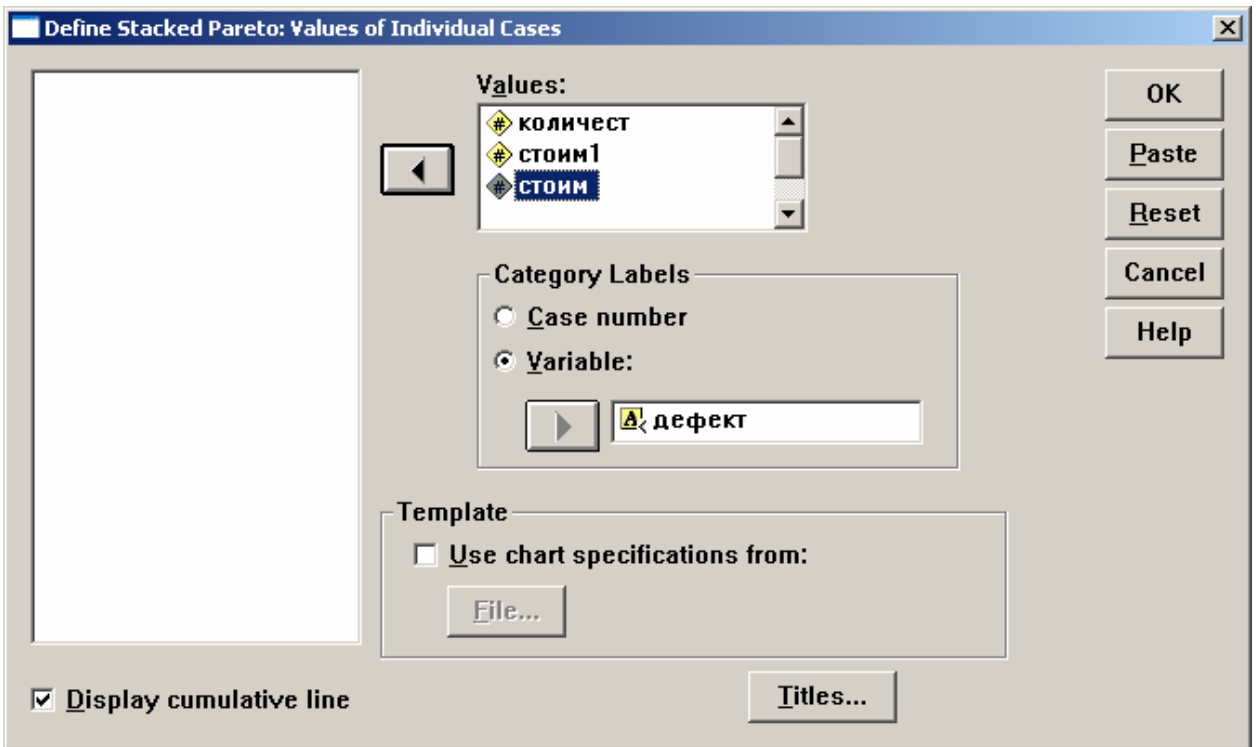 Define Stacked Pareto: Values of Individual Cases
Values:
количест
стоим1
стоим
OK
Paste
Reset
Cancel
Help
Category Labels
Case number
Variable:
дефект
Template
Use chart specifications from:
File...
Display cumulative line
Titles...